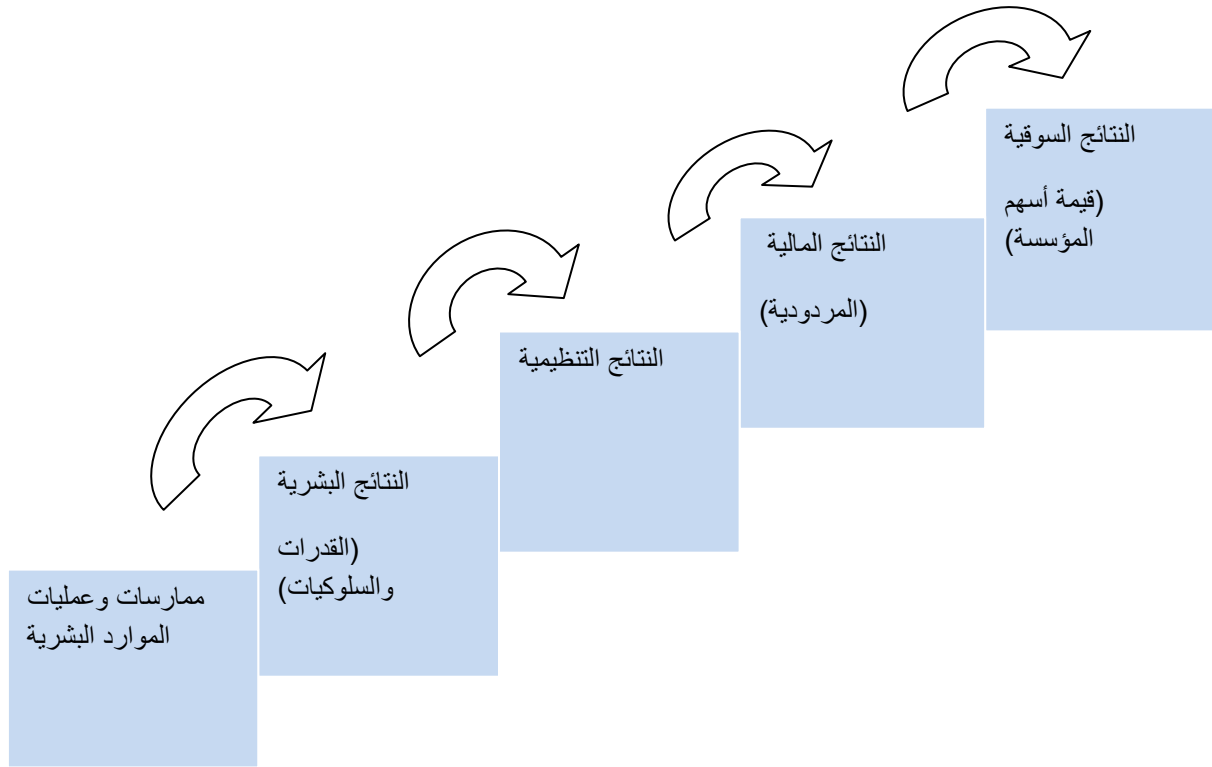 ممارسات وعمليات
الموارد البشرية
النتائج البشرية
(القدرات
والسلوكيات)
النتائج التنظيمية
النتائج المالية
(المردودية)
النتائج السوقية
(قيمة أسهم
المؤسسة)